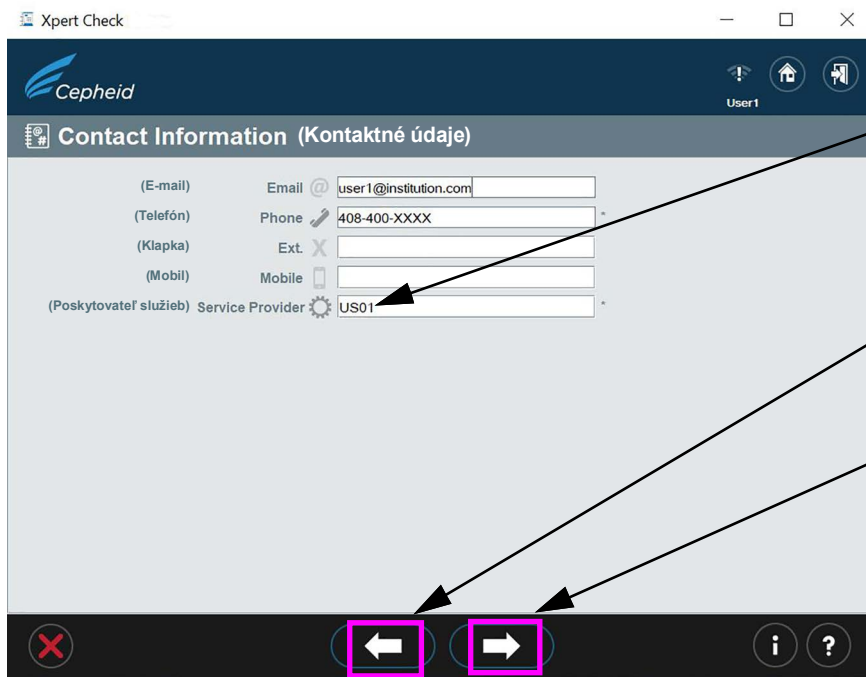 Xpert Check
Cepheid
User1
Contact Information (Kontaktné údaje)
(E-mail) Email @ user1@institution.com
(Telefón) Phone 408-400-XXXX *
(Klapka) Ext. X
(Mobil) Mobile
(Poskytovateľ služieb) Service Provider US01 *
i ?